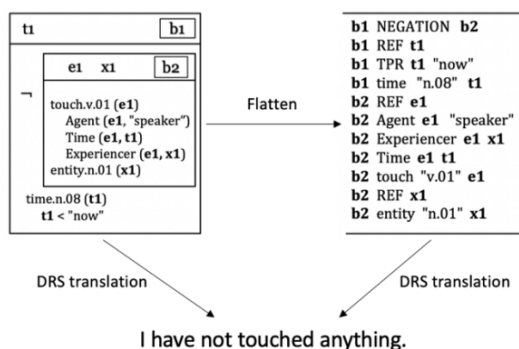 t1 b1
e1 x1 b2
¬
touch.v.01 (e1)
Agent (e1, "speaker")
Time (e1, t1)
Experiencer (e1, x1)
entity.n.01 (x1)
time.n.08 (t1)
t1 < "now"
Flatten
b1 NEGATION b2
b1 REF t1
b1 TPR t1 "now"
b1 time "n.08" t1
b2 REF e1
b2 Agent e1 "speaker"
b2 Experiencer e1 x1
b2 Time e1 t1
b2 touch "v.01" e1
b2 REF x1
b2 entity "n.01" x1
DRS translation
DRS translation
I have not touched anything.